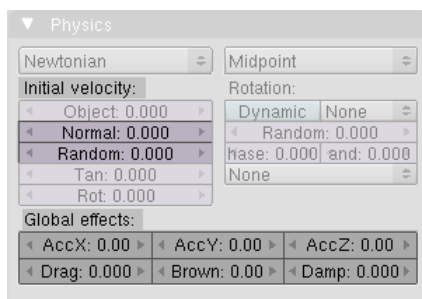 Physics
Newtonian
Midpoint
Initial velocity:
Rotation:
Object: 0.000
Dynamic
None
Normal: 0.000
Random: 0.000
Random: 0.000
hase: 0.000
and: 0.000
Tan: 0.000
None
Rot: 0.000
Global effects:
AccX: 0.00
AccY: 0.00
AccZ: 0.00
Drag: 0.000
Brown: 0.00
Damp: 0.000